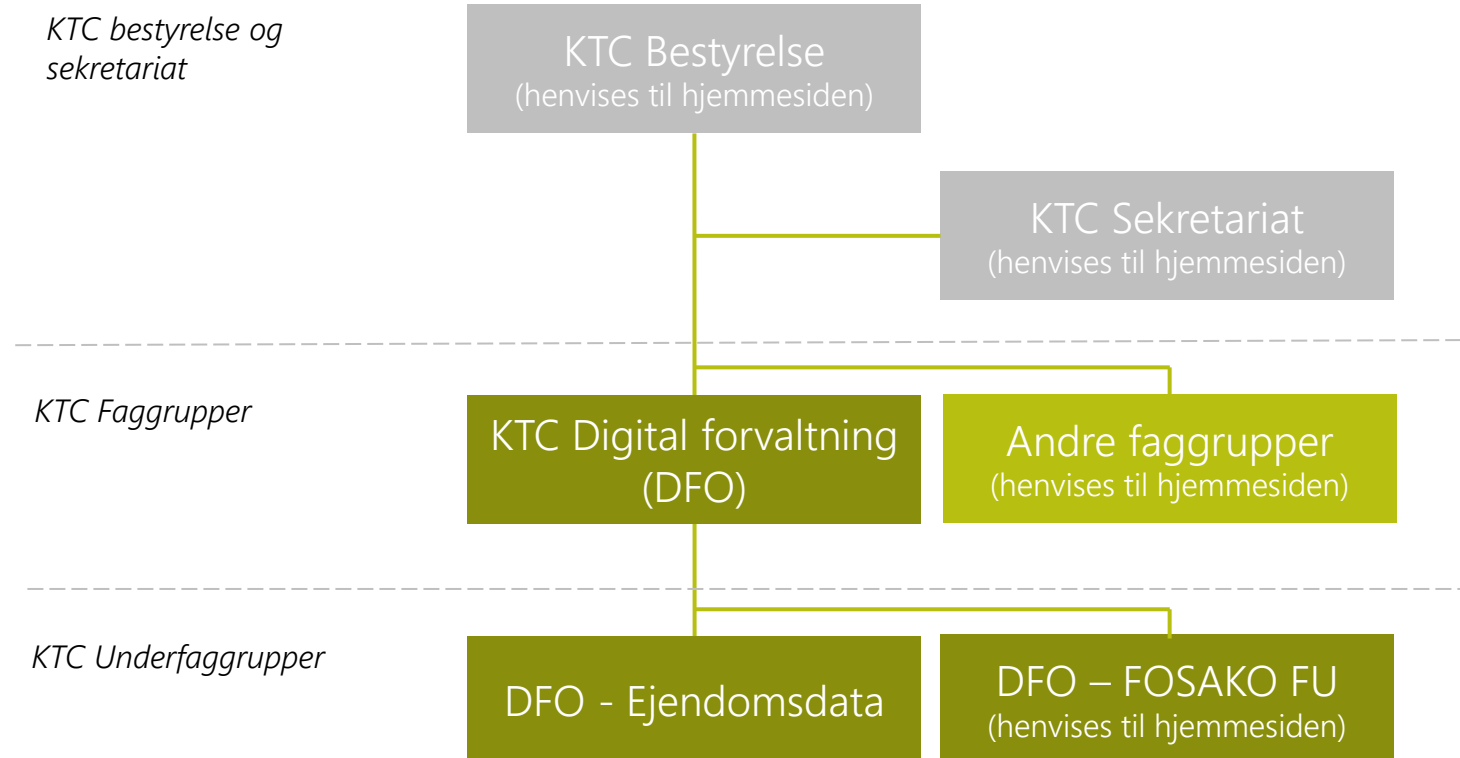 KTC bestyrelse og
sekretariat
KTC Bestyrelse
(henvises til hjemmesiden)
KTC Sekretariat
(henvises til hjemmesiden)
KTC Faggrupper
KTC Digital forvaltning
(DFO)
Andre faggrupper
(henvises til hjemmesiden)
KTC Underfaggrupper
DFO - Ejendomsdata
DFO – FOSAKO FU
(henvises til hjemmesiden)